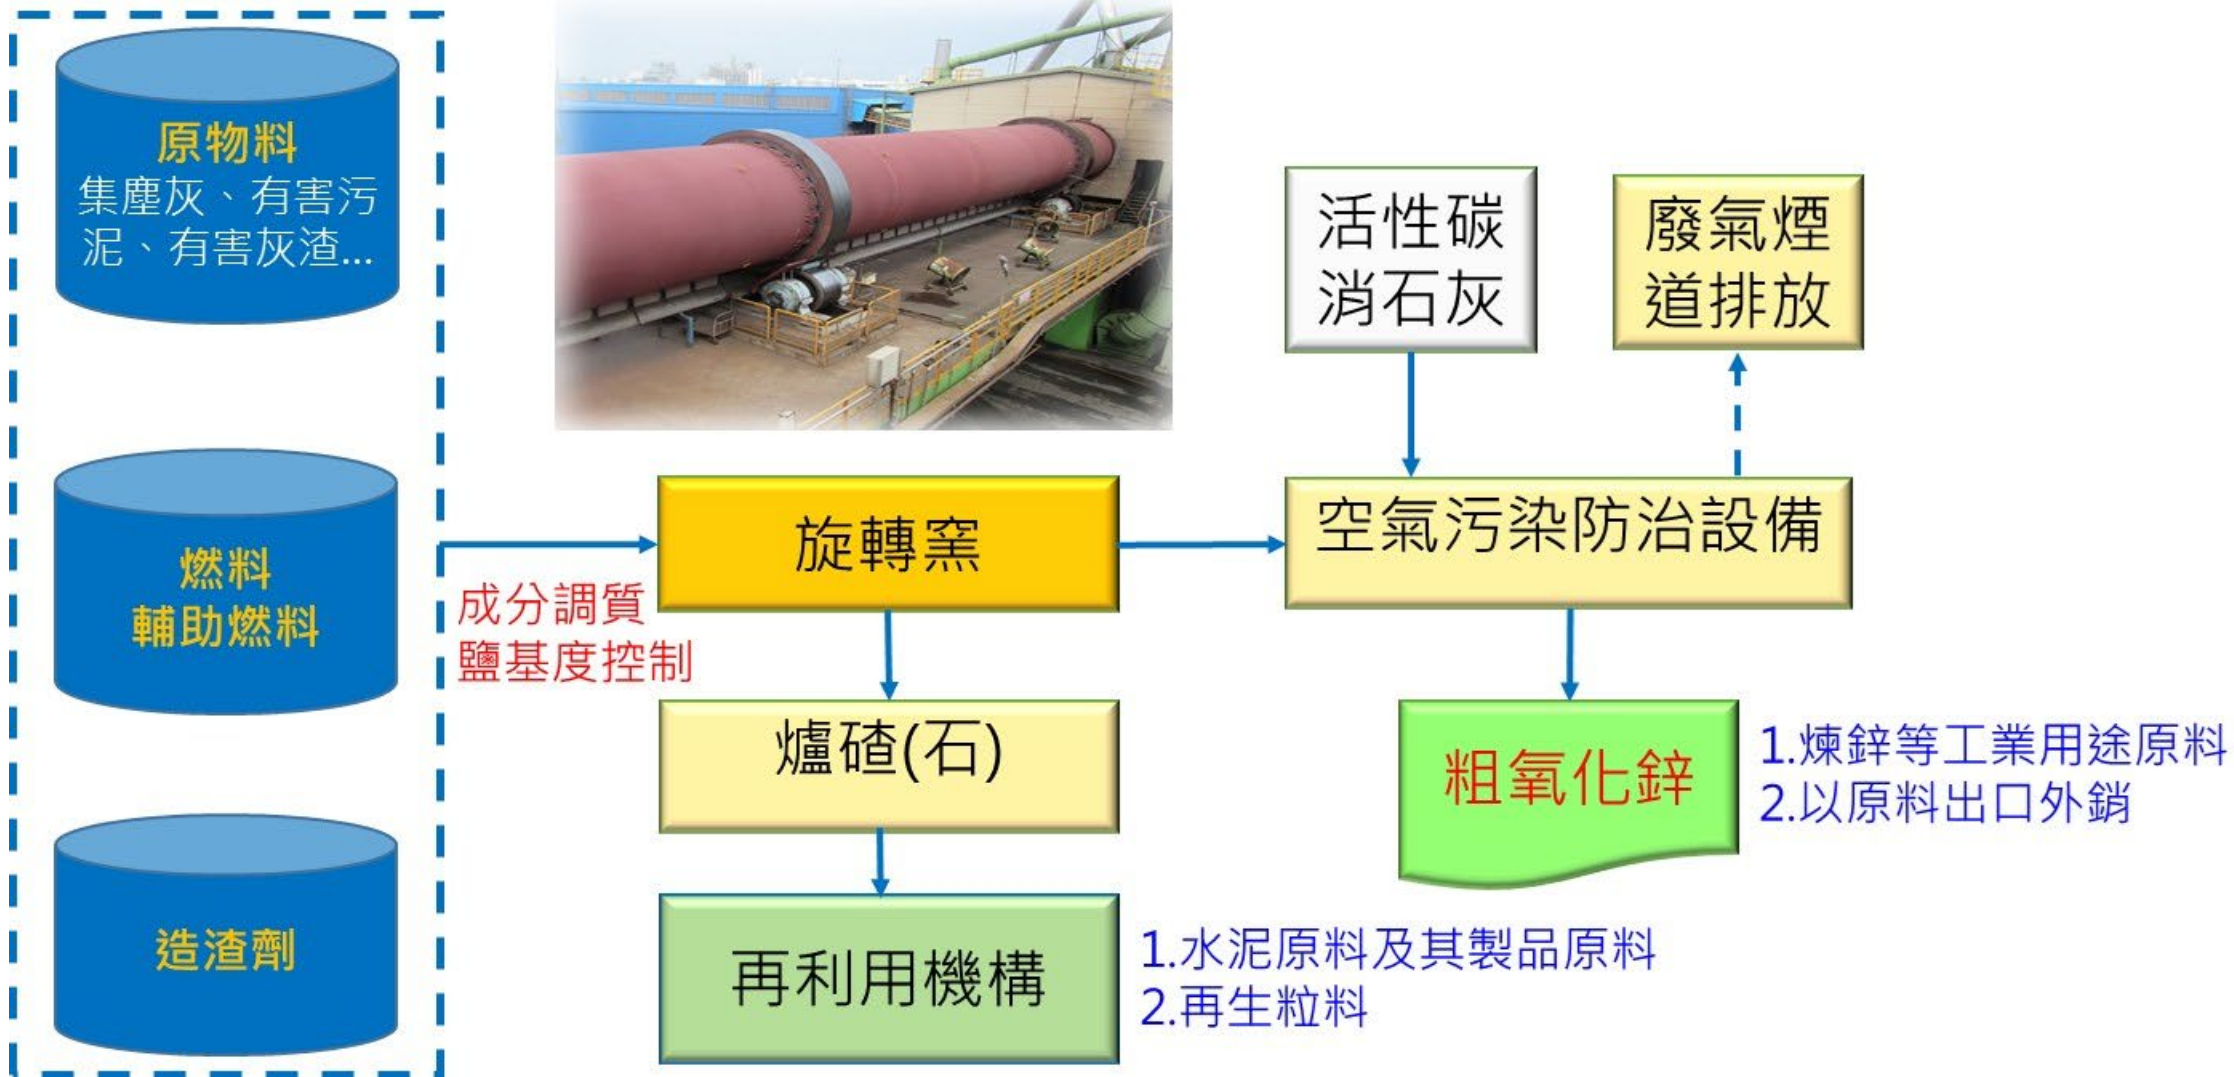 原物料
集塵灰、有害污
泥、有害灰渣...
燃料
輔助燃料
造渣劑
成分調質
鹽基度控制
旋轉窯
爐碴(石)
再利用機構
1.水泥原料及其製品原料
2.再生粒料
活性碳
消石灰
廢氣煙
道排放
空氣污染防治設備
粗氧化鋅
1.煉鋅等工業用途原料
2.以原料出口外銷